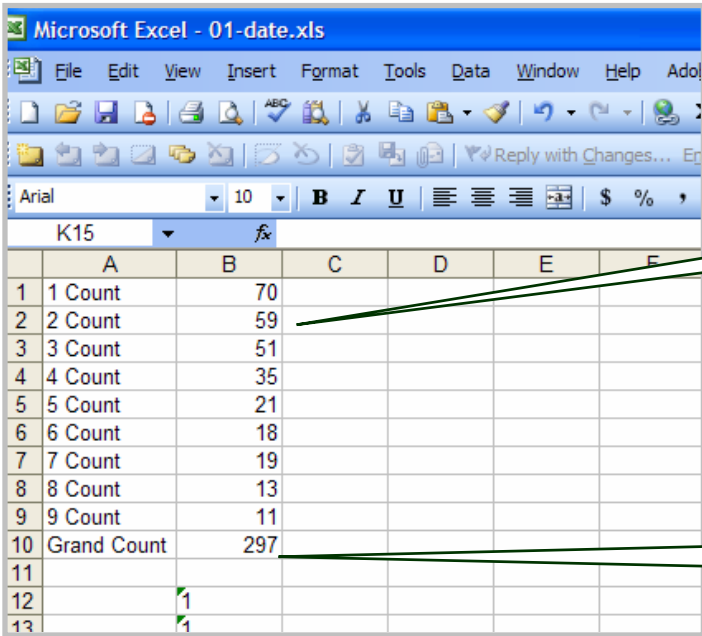 Microsoft Excel - 01-date.xls
File Edit View Insert Format Tools Data Window Help
ABC
Reply with Changes...
Arial 10 B I U $ % ,
K15 fx
A B C D E
1 1 Count 70
2 2 Count 59
3 3 Count 51
4 4 Count 35
5 5 Count 21
6 6 Count 18
7 7 Count 19
8 8 Count 13
9 9 Count 11
10 Grand Count 297
11
12 1
13 1